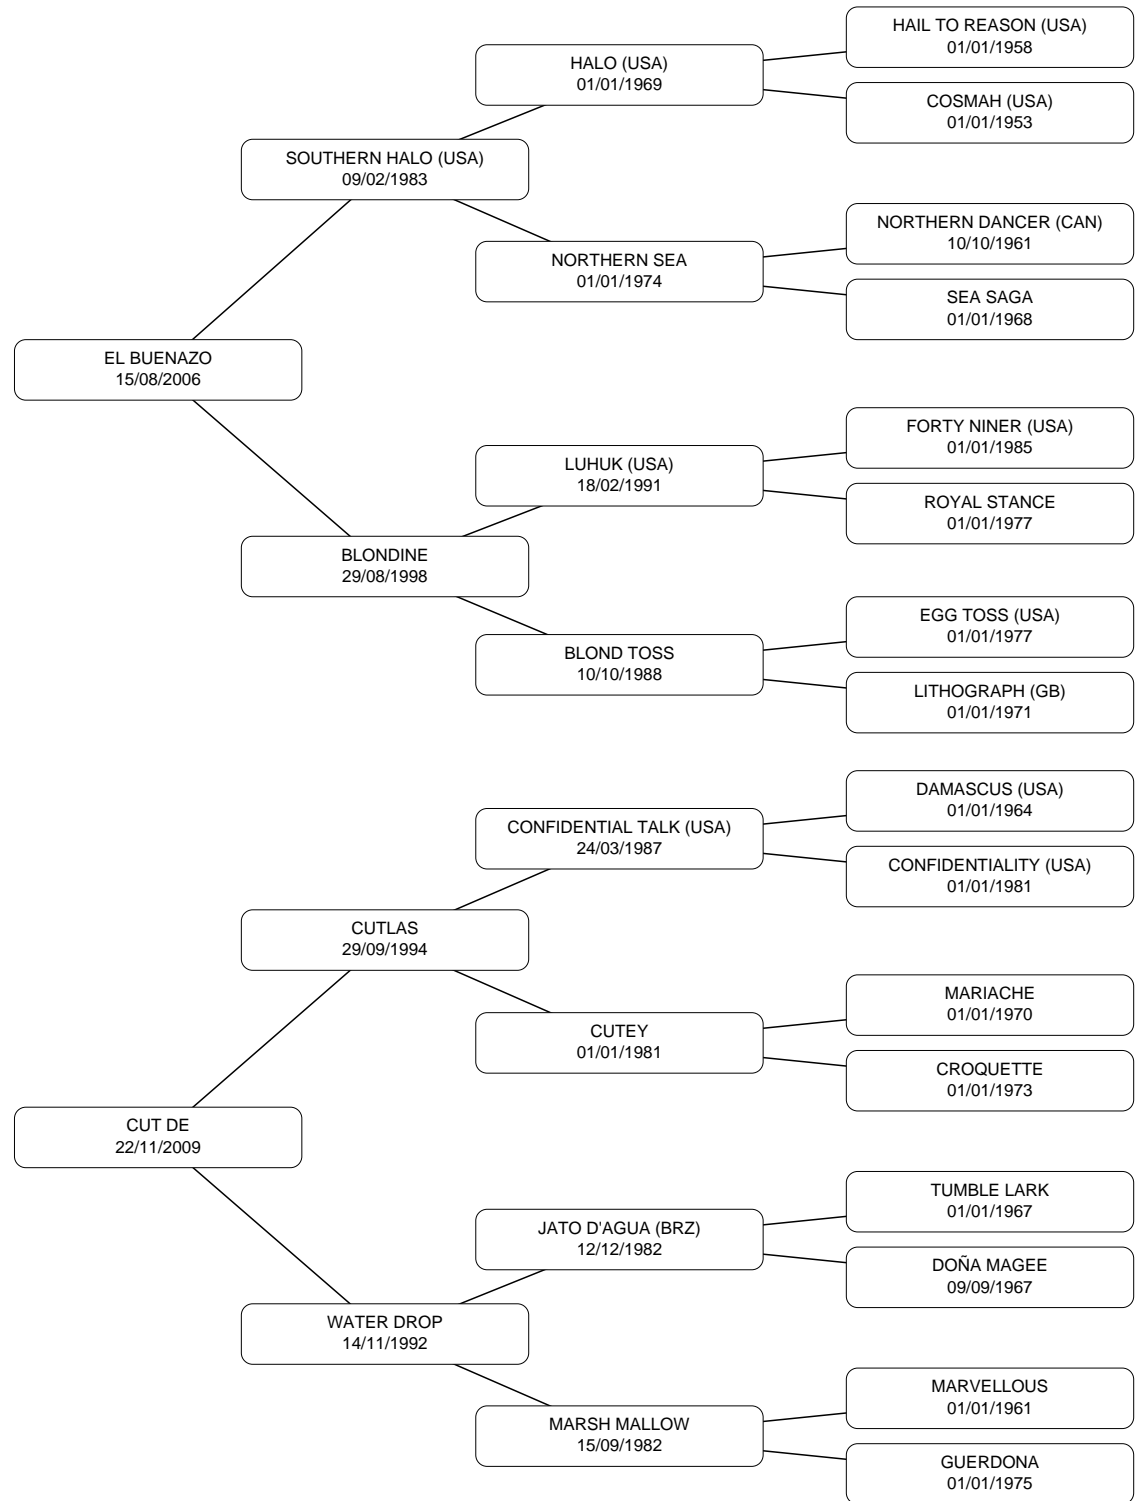 HAIL TO REASON (USA)
01/01/1958
HALO (USA)
01/01/1969
COSMAH (USA)
01/01/1953
SOUTHERN HALO (USA)
09/02/1983
NORTHERN DANCER (CAN)
10/10/1961
NORTHERN SEA
01/01/1974
SEA SAGA
01/01/1968
EL BUENAZO
15/08/2006
FORTY NINER (USA)
01/01/1985
LUHUK (USA)
18/02/1991
ROYAL STANCE
01/01/1977
BLONDINE
29/08/1998
EGG TOSS (USA)
01/01/1977
BLOND TOSS
10/10/1988
LITHOGRAPH (GB)
01/01/1971
DAMASCUS (USA)
01/01/1964
CONFIDENTIAL TALK (USA)
24/03/1987
CONFIDENTIALITY (USA)
01/01/1981
CUTLAS
29/09/1994
MARIACHE
01/01/1970
CUTEY
01/01/1981
CROQUETTE
01/01/1973
CUT DE
22/11/2009
TUMBLE LARK
01/01/1967
JATO D'AGUA (BRZ)
12/12/1982
DOÑA MAGEE
09/09/1967
WATER DROP
14/11/1992
MARVELLOUS
01/01/1961
MARSH MALLOW
15/09/1982
GUERDONA
01/01/1975